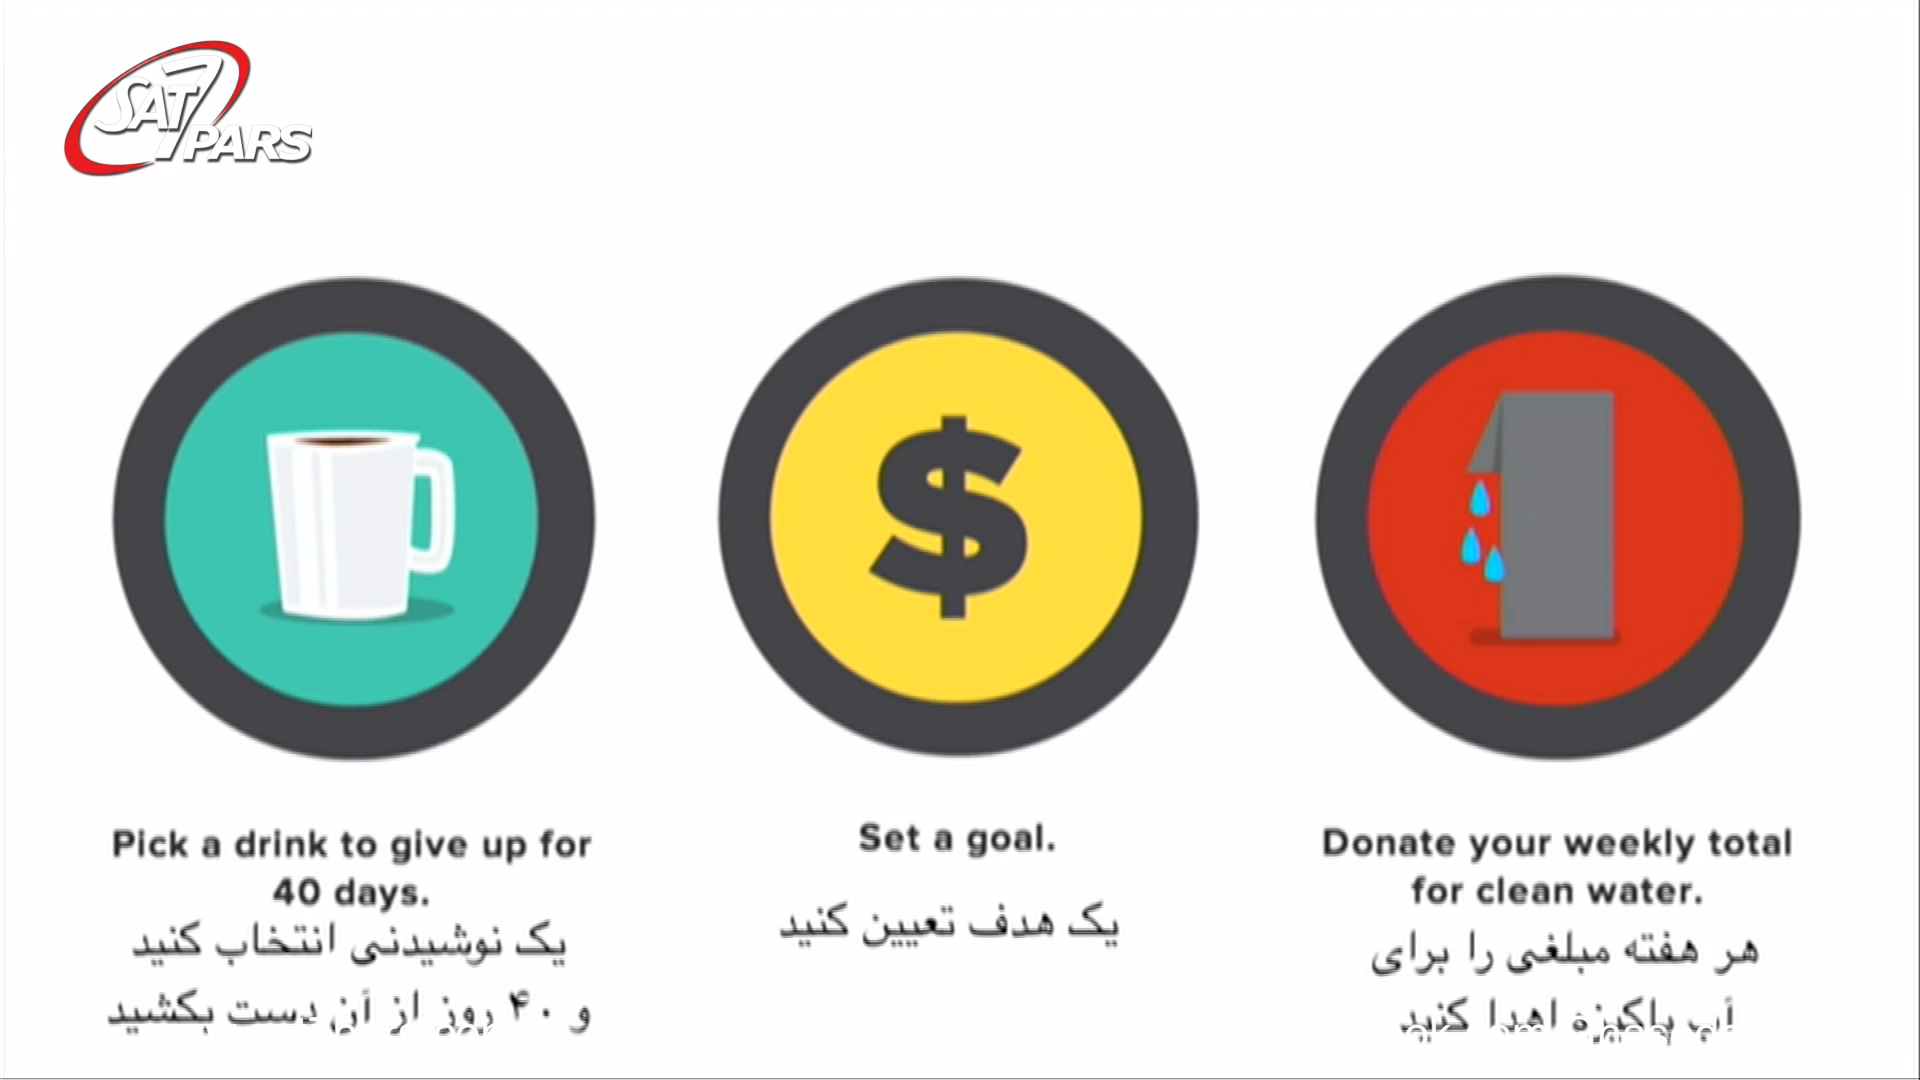 SAT 7 PARS
Pick a drink to give up for
40 days.
یک نوشیدنی انتخاب کنید
و ۴۰ روز از آن دست بکشید
$
Set a goal.
یک هدف تعیین کنید
Donate your weekly total
for clean water.
هر هفته مبلغی را برای
آب پاکیزه اهدا کنید